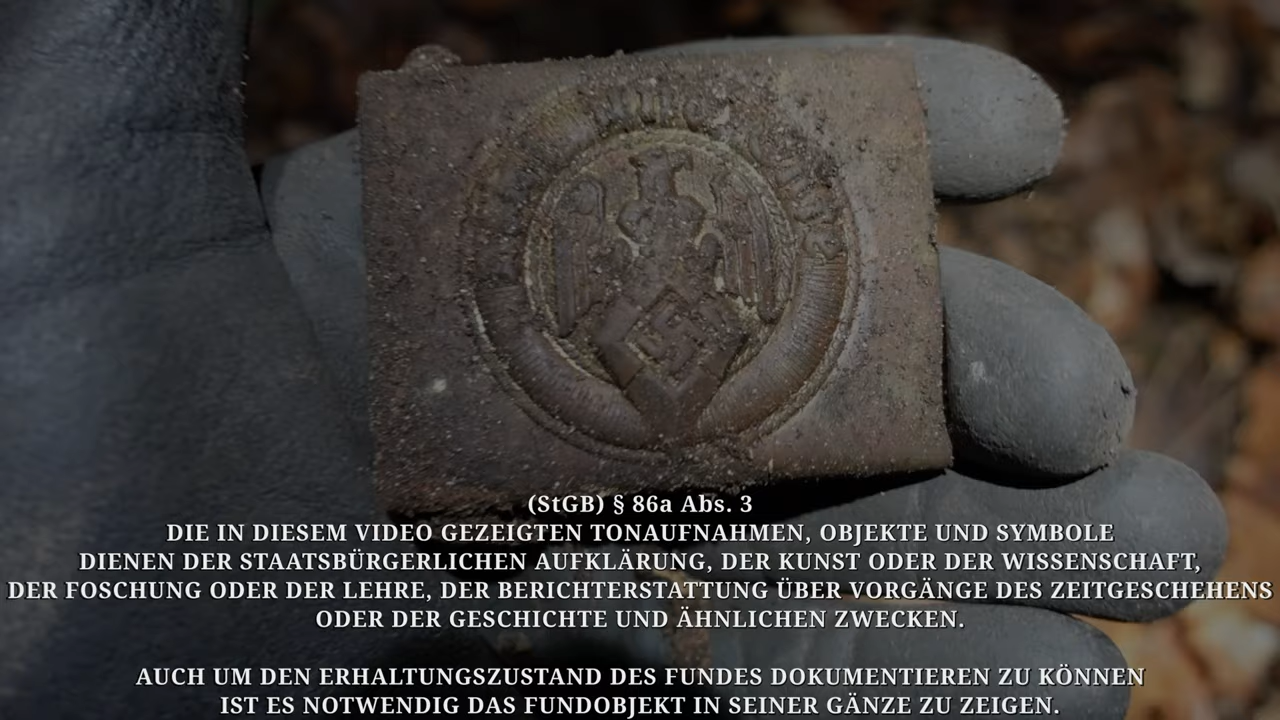 (StGB) § 86a Abs. 3
DIE IN DIESEM VIDEO GEZEIGTEN TONAUFNAHMEN, OBJEKTE UND SYMBOLE
DIENEN DER STAATSBÜRGERLICHEN AUFKLÄRUNG, DER KUNST ODER DER WISSENSCHAFT,
DER FOSCHUNG ODER DER LEHRE, DER BERICHTERSTATTUNG ÜBER VORGÄNGE DES ZEITGESCHEHENS
ODER DER GESCHICHTE UND ÄHNLICHEN ZWECKEN.
AUCH UM DEN ERHALTUNGSZUSTAND DES FUNDES DOKUMENTIEREN ZU KÖNNEN
IST ES NOTWENDIG DAS FUNDOBJEKT IN SEINER GÄNZE ZU ZEIGEN.